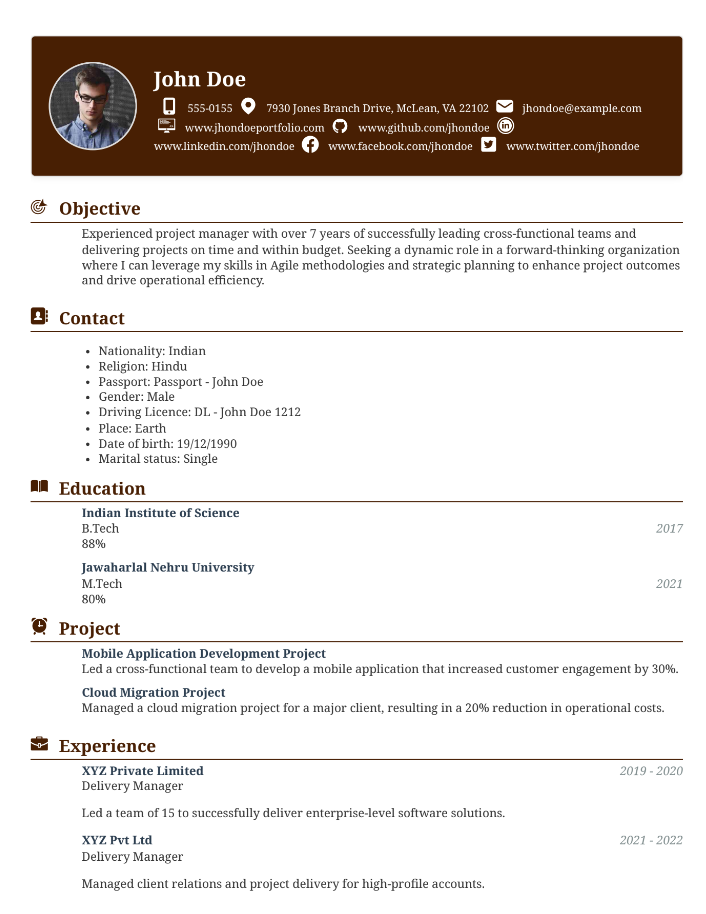 John Doe
555-0155 7930 Jones Branch Drive, McLean, VA 22102 jhondoe@example.com
www.jhondoeportfolio.com www.github.com/jhondoe
www.linkedin.com/jhondoe www.facebook.com/jhondoe www.twitter.com/jhondoe
Objective
Experienced project manager with over 7 years of successfully leading cross-functional teams and
delivering projects on time and within budget. Seeking a dynamic role in a forward-thinking organization
where I can leverage my skills in Agile methodologies and strategic planning to enhance project outcomes
and drive operational efficiency.
Contact
• Nationality: Indian
• Religion: Hindu
• Passport: Passport - John Doe
• Gender: Male
• Driving Licence: DL - John Doe 1212
• Place: Earth
• Date of birth: 19/12/1990
• Marital status: Single
Education
Indian Institute of Science
B.Tech 2017
88%
Jawaharlal Nehru University
M.Tech 2021
80%
Project
Mobile Application Development Project
Led a cross-functional team to develop a mobile application that increased customer engagement by 30%.
Cloud Migration Project
Managed a cloud migration project for a major client, resulting in a 20% reduction in operational costs.
Experience
XYZ Private Limited 2019 - 2020
Delivery Manager
Led a team of 15 to successfully deliver enterprise-level software solutions.
XYZ Pvt Ltd 2021 - 2022
Delivery Manager
Managed client relations and project delivery for high-profile accounts.